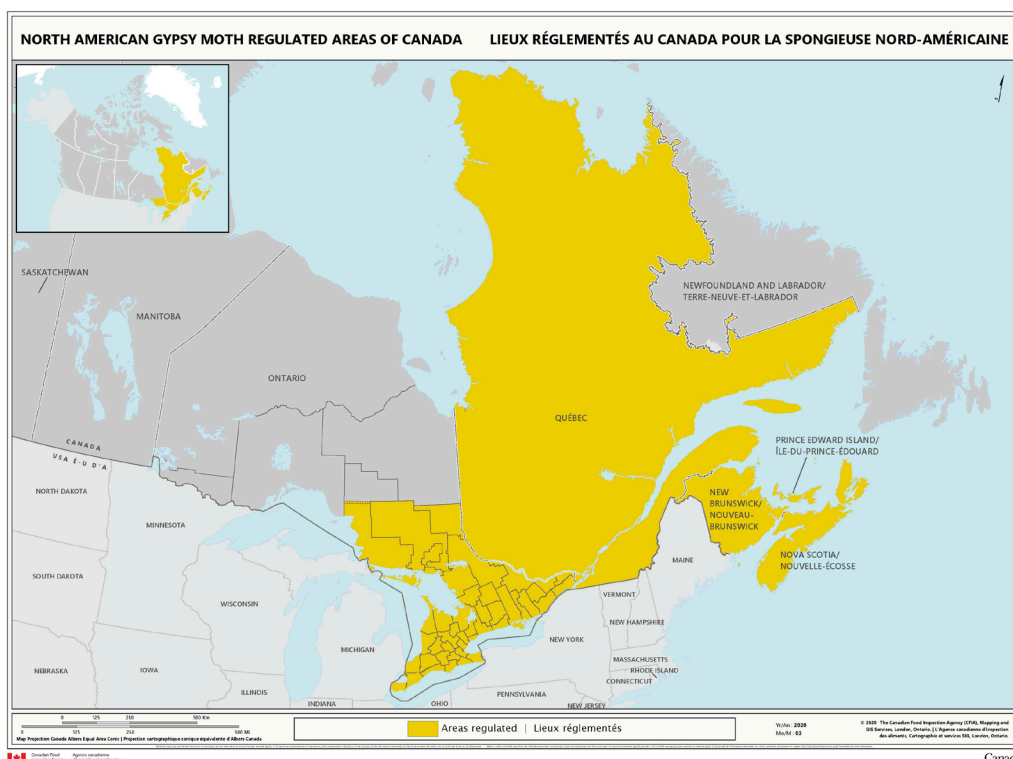 NORTH AMERICAN GYPSY MOTH REGULATED AREAS OF CANADA
LIEUX RÉGLEMENTÉS AU CANADA POUR LA SPONGIEUSE NORD-AMÉRICAINE
SASKATCHEWAN
MANITOBA
ONTARIO
QUÉBEC
NEWFOUNDLAND AND LABRADOR/
TERRE-NEUVE-ET-LABRADOR
PRINCE EDWARD ISLAND/
ÎLE-DU-PRINCE-ÉDOUARD
NEW
BRUNSWICK/
NOUVEAU-
BRUNSWICK
NOVA SCOTIA/
NOUVELLE-ÉCOSSE
CANADA
USA É-U D'A
NORTH DAKOTA
MINNESOTA
SOUTH DAKOTA
WISCONSIN
MICHIGAN
NEBRASKA
IOWA
ILLINOIS
INDIANA
OHIO
PENNSYLVANIA
NEW JERSEY
NEW YORK
VERMONT
NEW HAMPSHIRE
MAINE
MASSACHUSETTS
RHODE ISLAND
CONNECTICUT
0 125 250 500 Km
0 125 250 500 Mi
Map Projection Canada Albers Equal Area Conic | Projection cartographique conique équivalente d'Albers Canada
Areas regulated | Lieux réglementés
Yr/An : 2020
Mo/M : 03
© 2020 The Canadian Food Inspection Agency (CFIA), Mapping and
GIS Services, London, Ontario. | L'Agence canadienne d'inspection
des aliments, Cartographie et services SIG, London, Ontario.
Canadian Food
Agence canadienne